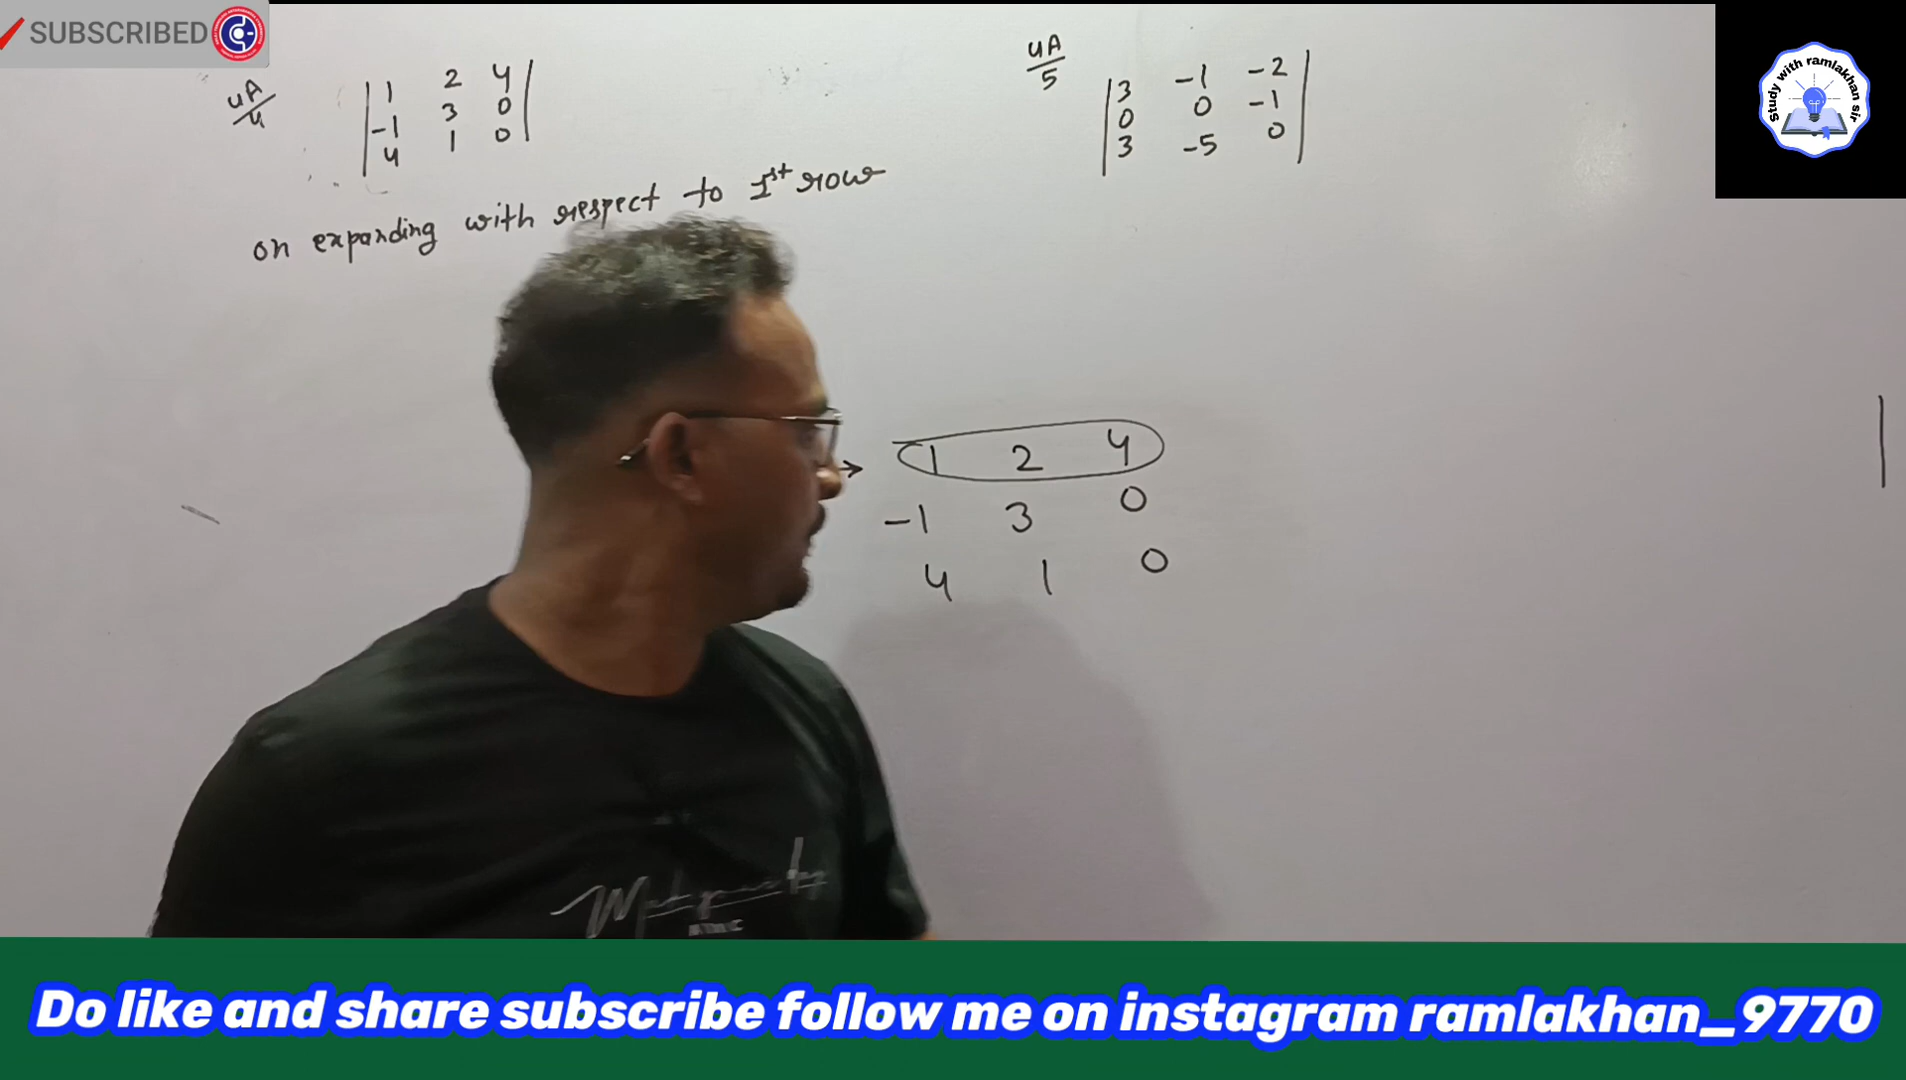 SUBSCRIBED
4A/4
1 2 4
-1 3 0
4 1 0
on expanding with respect to 1st row
4A/5
3 -1 -2
0 0 -1
3 -5 0
Study with ramlakhan sir
→ 1 2 4
-1 3 0
4 1 0
Do like and share subscribe follow me on instagram ramlakhan_9770